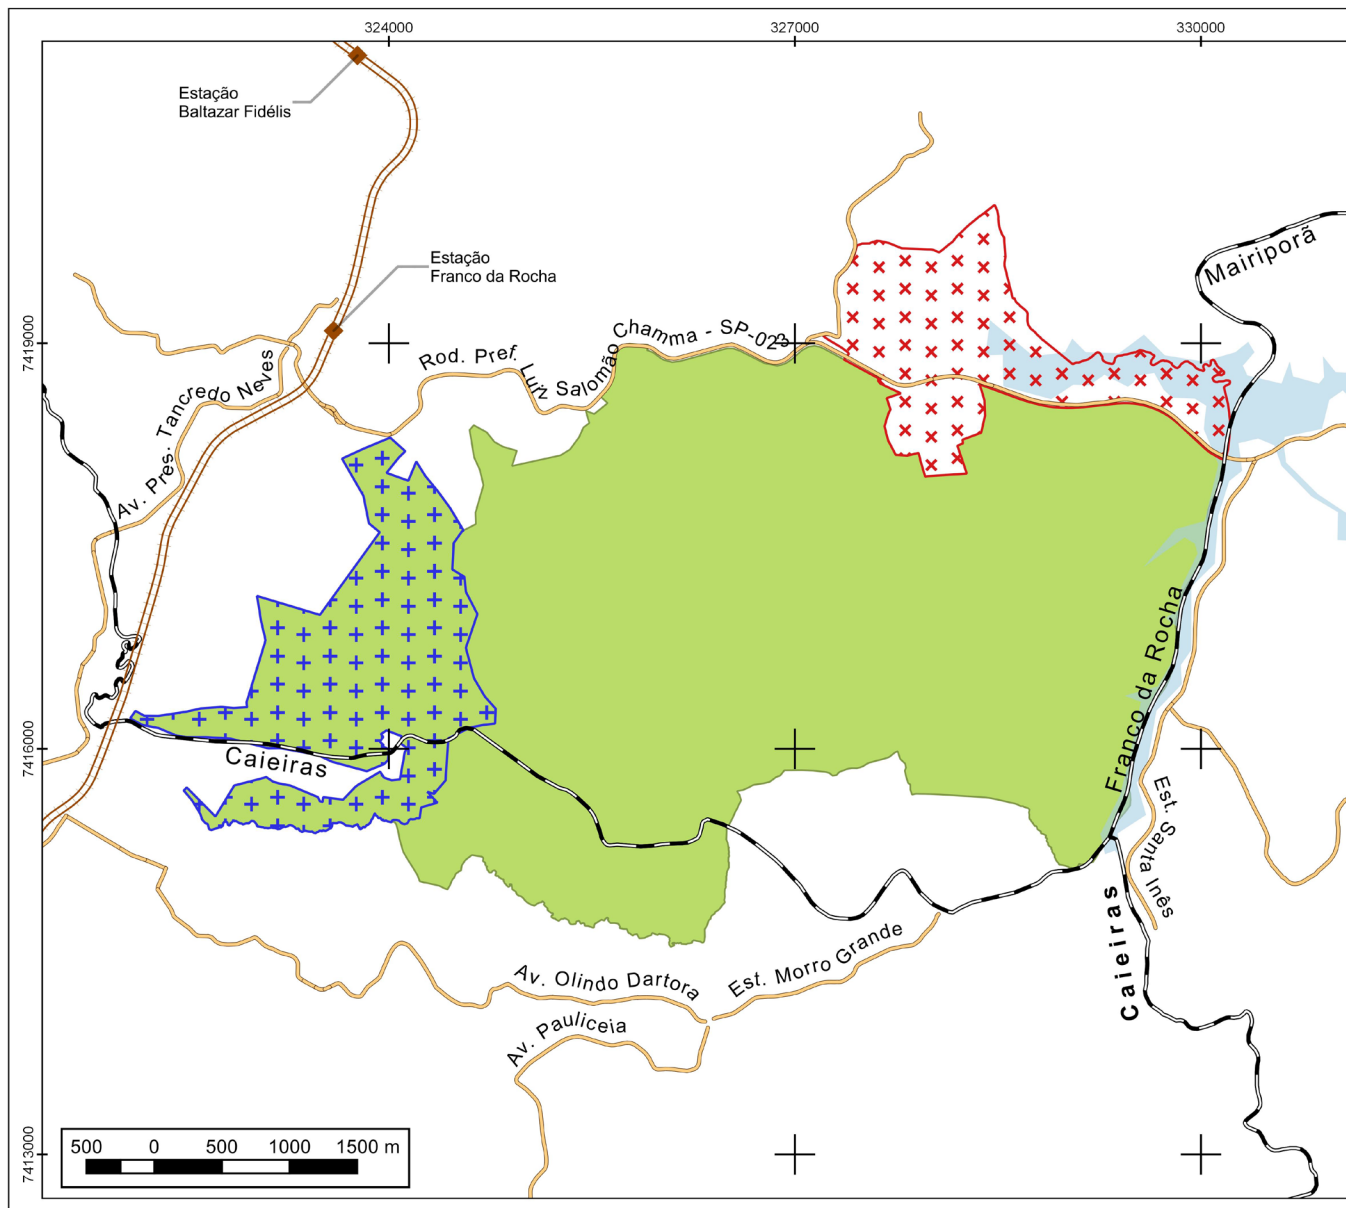 324000
327000
330000
Estação
Baltazar Fidélis
Estação
Franco da Rocha
Mairiporã
7419000
Chamma - SP-023
Rod. Pref.
Luiz Salomão
Av. Pres. Tancredo Neves
Franco da Rocha
7416000
Caieiras
Est. Santa Inês
Caieiras
Est. Morro Grande
Av. Olindo Dartora
Av. Pauliceia
7413000
500 0 500 1000 1500 m